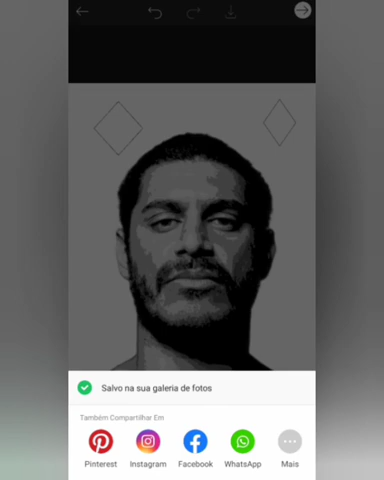 Salvo na sua galeria de fotos
Também Compartilhar Em
Pinterest
Instagram
Facebook
WhatsApp
Mais